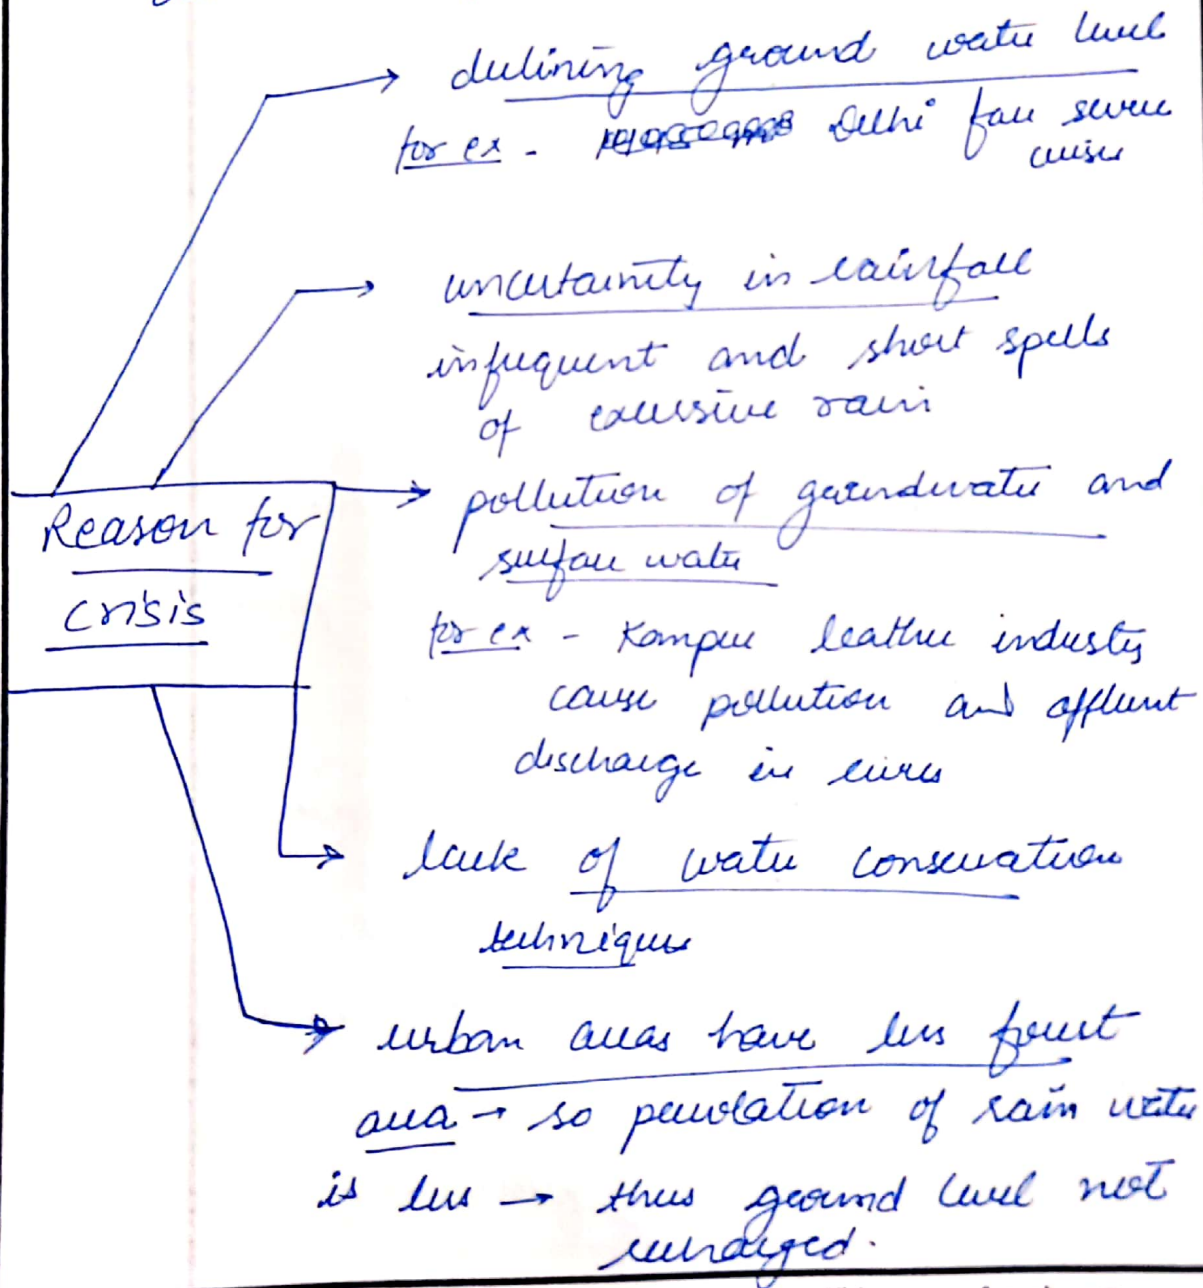 declining ground water level
for ex - Delhi face severe
crises
uncertainity in rainfall
infrequent and short spells
of excessive rain
pollution of groundwater and
surface water
Reason for
crisis
for ex - Kanpur leather industry
cause pollution and affluent
discharge in rivers
lack of water conservation
techniques
urban areas have less forest
area → so percolation of rain water
is less → thus ground level not
recharged.